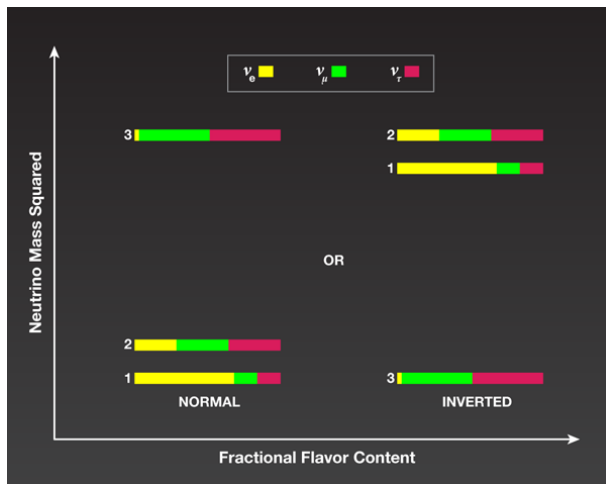 νe νμ ντ
3
2
1
Neutrino Mass Squared
OR
2
1
3
NORMAL
INVERTED
Fractional Flavor Content